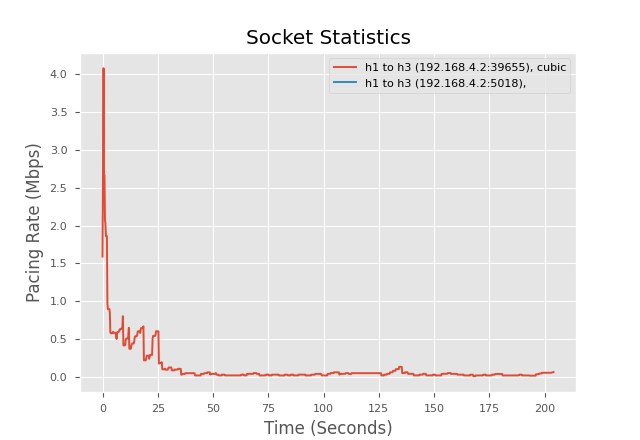 Socket Statistics
h1 to h3 (192.168.4.2:39655), cubic
h1 to h3 (192.168.4.2:5018),
Pacing Rate (Mbps)
4.0
3.5
3.0
2.5
2.0
1.5
1.0
0.5
0.0
0 25 50 75 100 125 150 175 200
Time (Seconds)